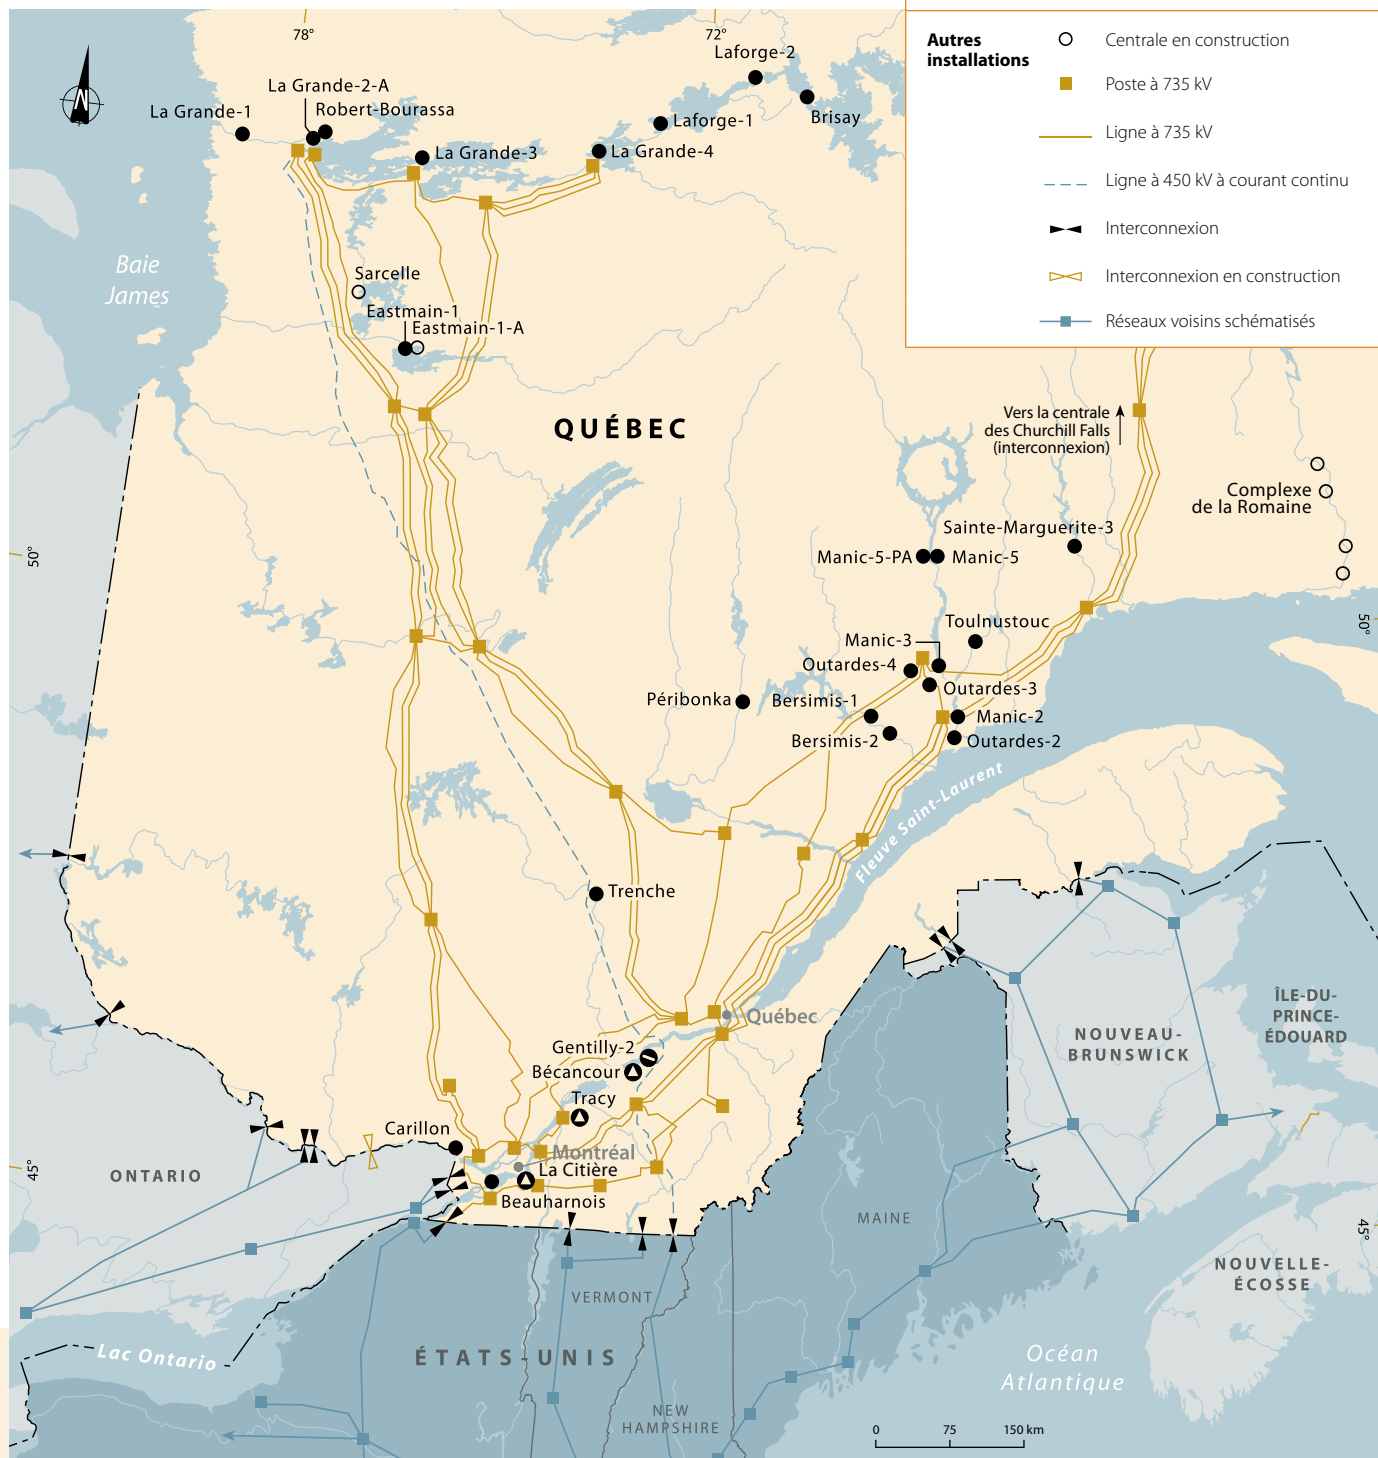 78°
72°
Autres
installations
Centrale en construction
Poste à 735 kV
Ligne à 735 kV
Ligne à 450 kV à courant continu
Interconnexion
Interconnexion en construction
Réseaux voisins schématisés
N
Laforge-2
La Grande-2-A
La Grande-1
Robert-Bourassa
Laforge-1
Brisay
La Grande-3
La Grande-4
Baie
James
Sarcelle
Eastmain-1
Eastmain-1-A
QUÉBEC
Vers la centrale
des Churchill Falls
(interconnexion)
Complexe
de la Romaine
Sainte-Marguerite-3
50°
Manic-5-PA
Manic-5
Toulnustouc
50°
Manic-3
Outardes-4
Outardes-3
Péribonka
Bersimis-1
Manic-2
Bersimis-2
Outardes-2
Fleuve Saint-Laurent
Trenche
Québec
Gentilly-2
Bécancour
Tracy
Carillon
Montréal
La Citière
Beauharnois
NOUVEAU-
BRUNSWICK
ÎLE-DU-
PRINCE-
ÉDOUARD
45°
ONTARIO
MAINE
45°
NOUVELLE-
ÉCOSSE
VERMONT
Lac Ontario
ÉTATS-UNIS
Océan
Atlantique
NEW
HAMPSHIRE
0 75 150 km